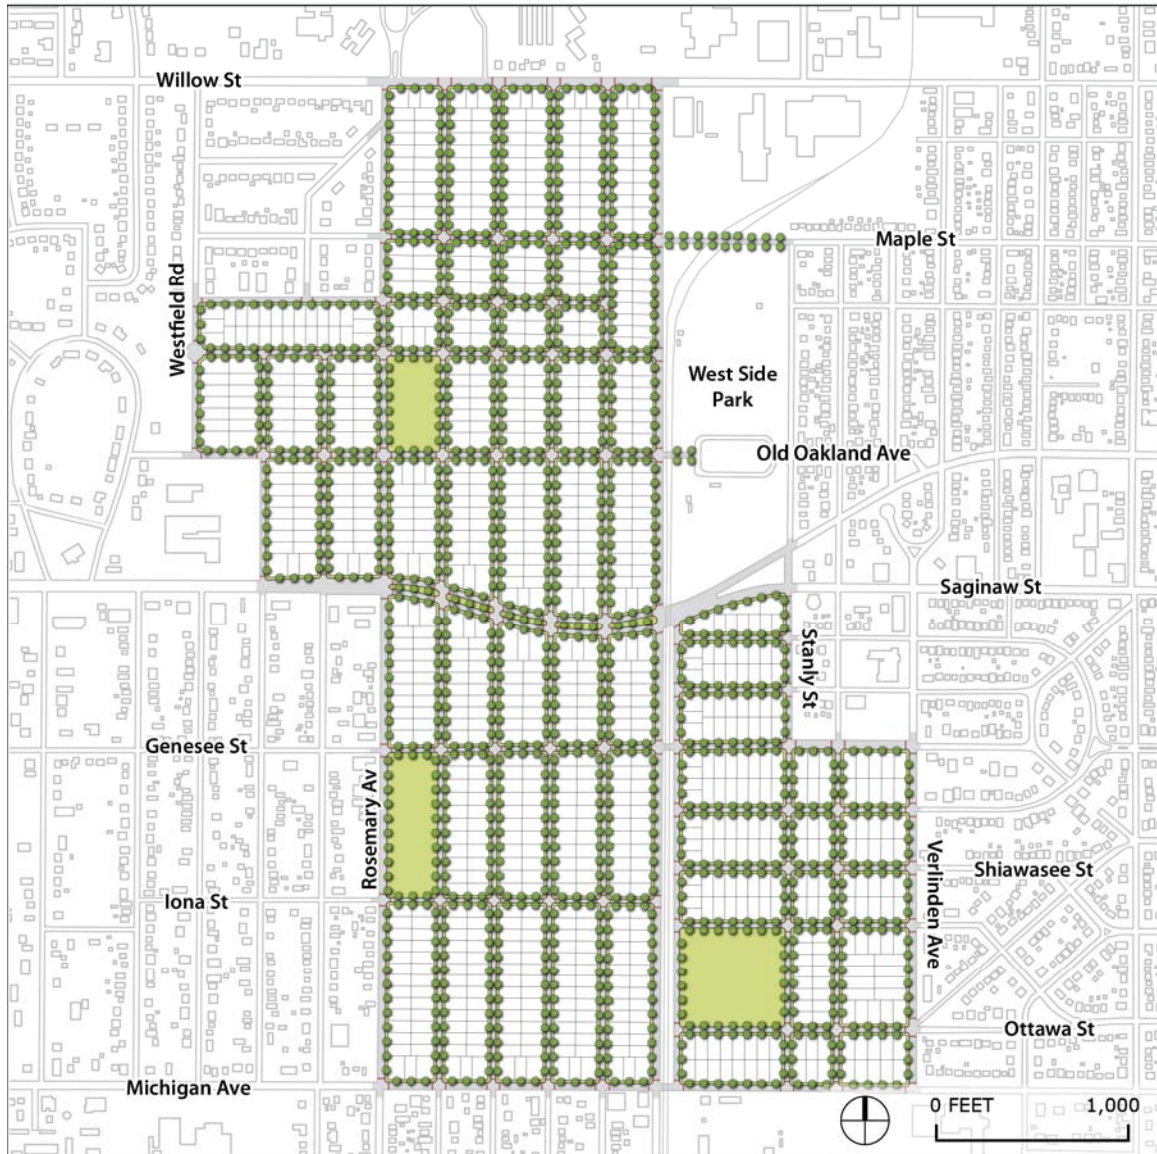 Willow St
Maple St
Westfield Rd
West Side
Park
Old Oakland Ave
Saginaw St
Stanly St
Genesee St
Rosemary Av
Verlinden Ave
Shiawasee St
Iona St
Ottawa St
Michigan Ave
0 FEET 1,000